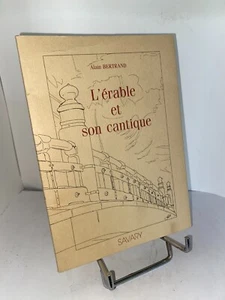 Alain BERTRAND
L'érable
et
son cantique
SAVARY